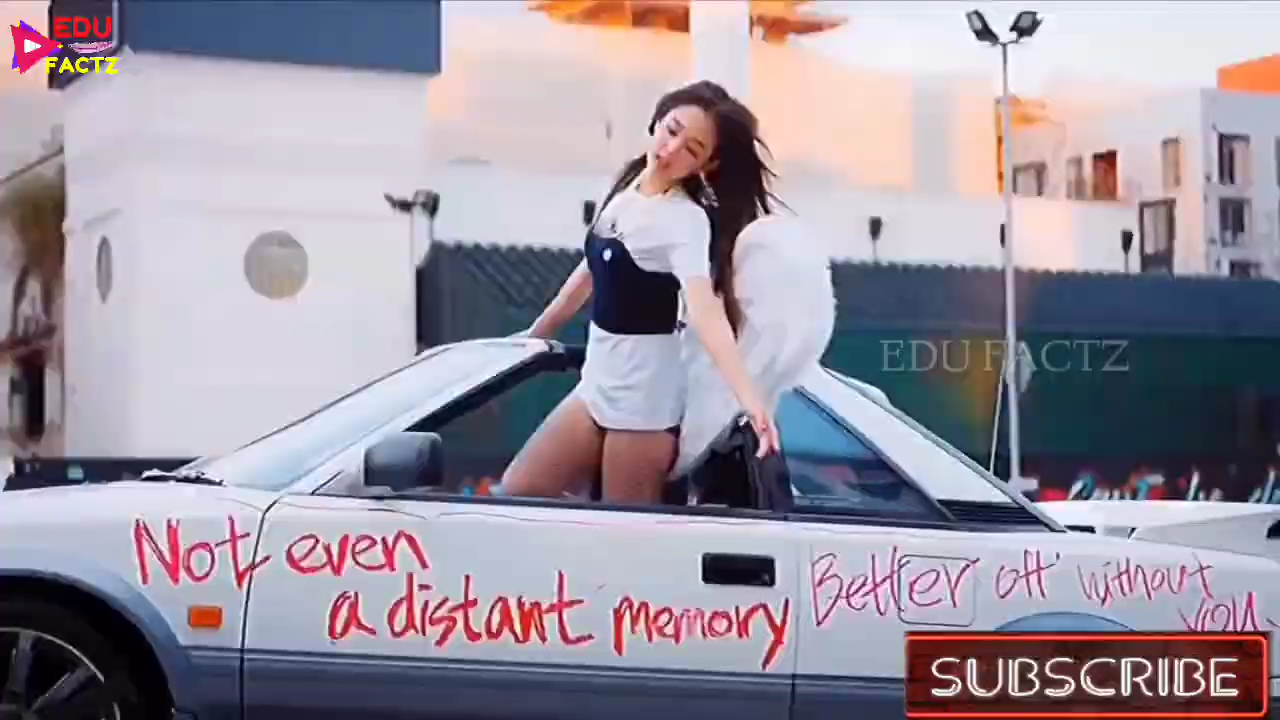 EDU
FACTZ
EDU FACTZ
Not even
a distant memory
Better off without
you
SUBSCRIBE